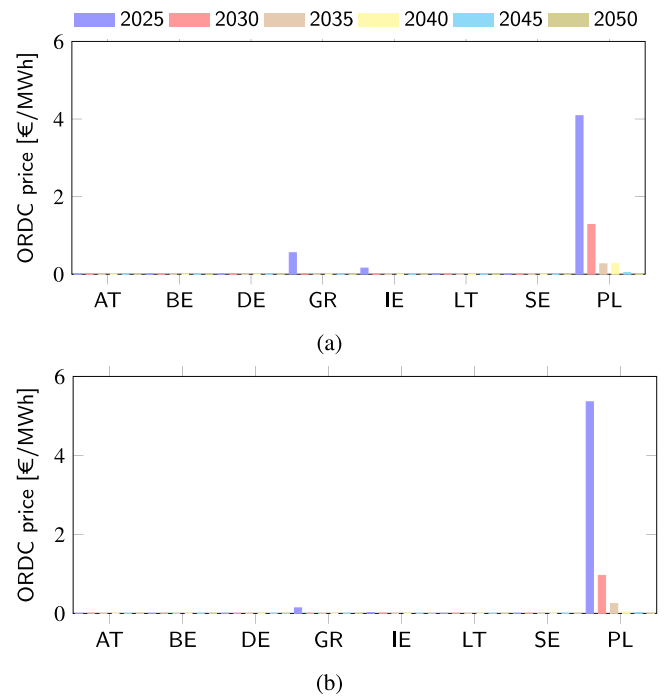 2025 2030 2035 2040 2045 2050
6
4
2
0
ORDC price [€/MWh]
AT BE DE GR IE LT SE PL
(a)
6
4
2
0
ORDC price [€/MWh]
AT BE DE GR IE LT SE PL
(b)